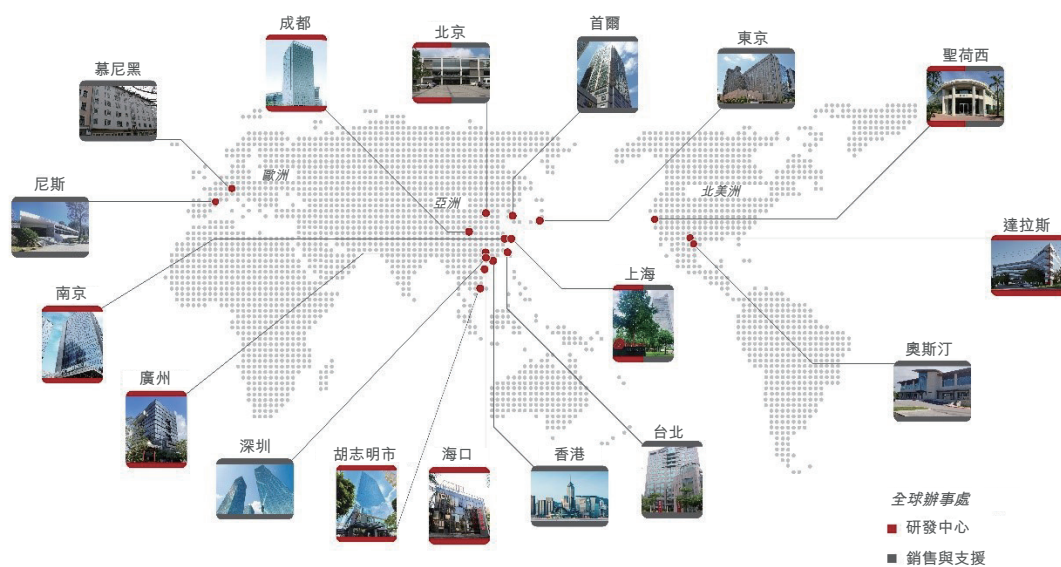 成都
北京
首爾
東京
聖荷西
慕尼黑
歐洲
亞洲
北美洲
尼斯
達拉斯
南京
上海
奧斯汀
廣州
深圳
胡志明市
海口
香港
台北
全球辦事處
研發中心
銷售與支援